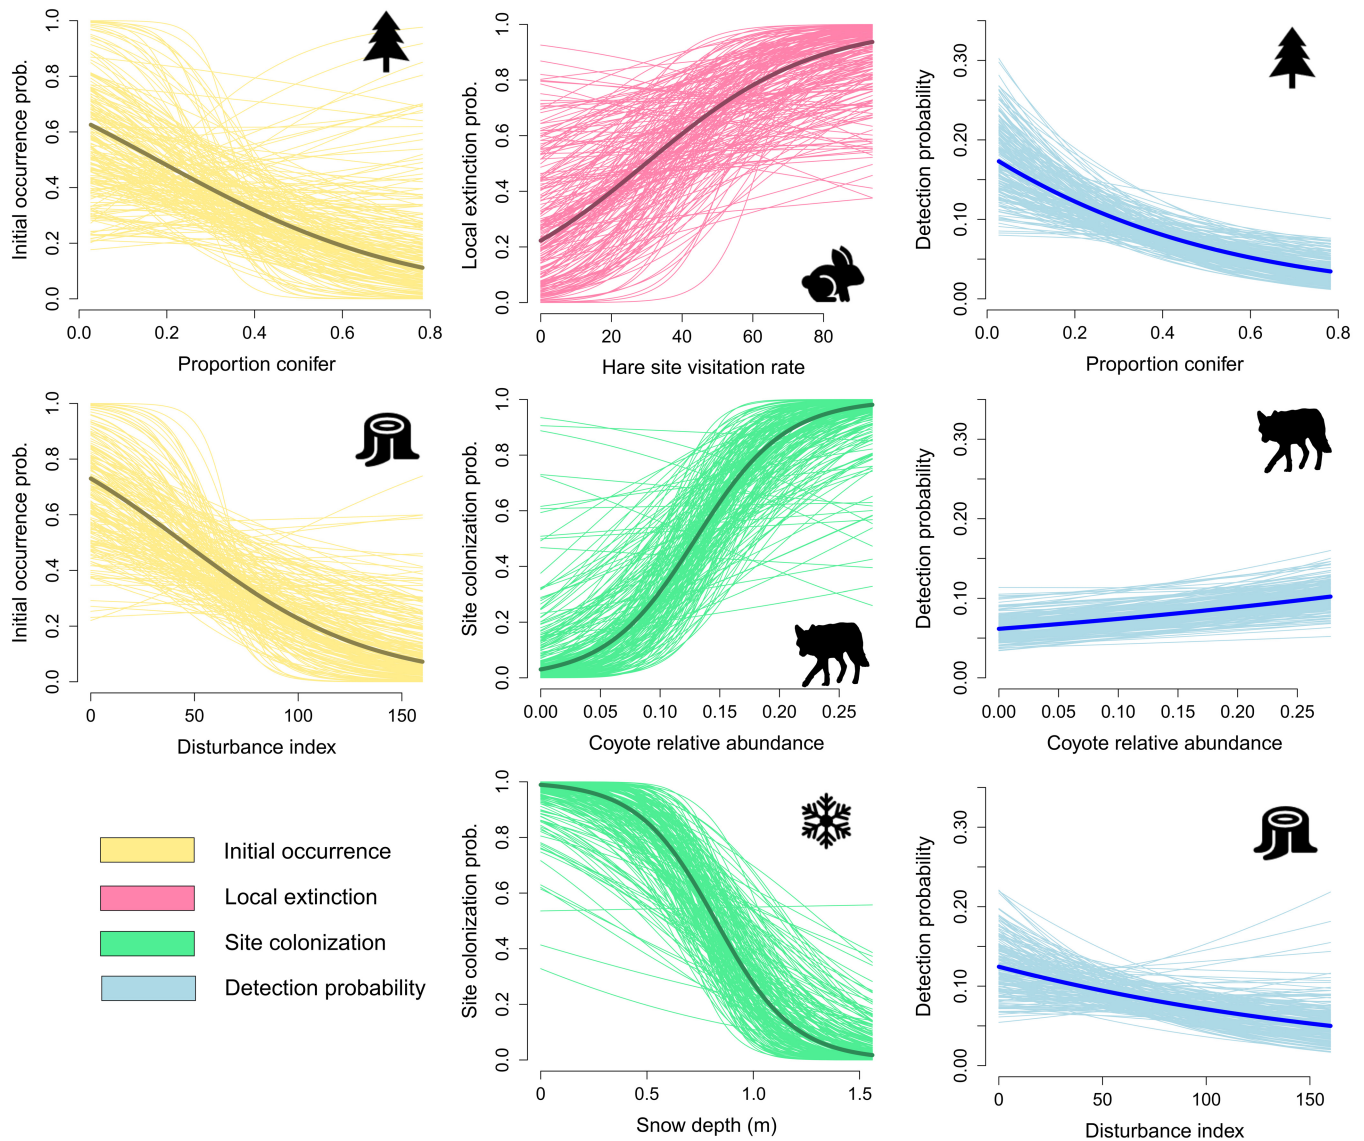 Initial occurrence prob.
0.0 0.2 0.4 0.6 0.8 1.0
0.0 0.2 0.4 0.6 0.8
Proportion conifer
Local extinction prob.
0.0 0.2 0.4 0.6 0.8 1.0
0 20 40 60 80
Hare site visitation rate
Detection probability
0.00 0.10 0.20 0.30
0.0 0.2 0.4 0.6 0.8
Proportion conifer
Initial occurrence prob.
0.0 0.2 0.4 0.6 0.8 1.0
0 50 100 150
Disturbance index
Site colonization prob.
0.0 0.2 0.4 0.6 0.8 1.0
0.00 0.05 0.10 0.15 0.20 0.25
Coyote relative abundance
Detection probability
0.00 0.10 0.20 0.30
0.00 0.05 0.10 0.15 0.20 0.25
Coyote relative abundance
Initial occurrence
Local extinction
Site colonization
Detection probability
Site colonization prob.
0.0 0.2 0.4 0.6 0.8 1.0
0 0.5 1.0 1.5
Snow depth (m)
Detection probability
0.00 0.10 0.20 0.30
0 50 100 150
Disturbance index